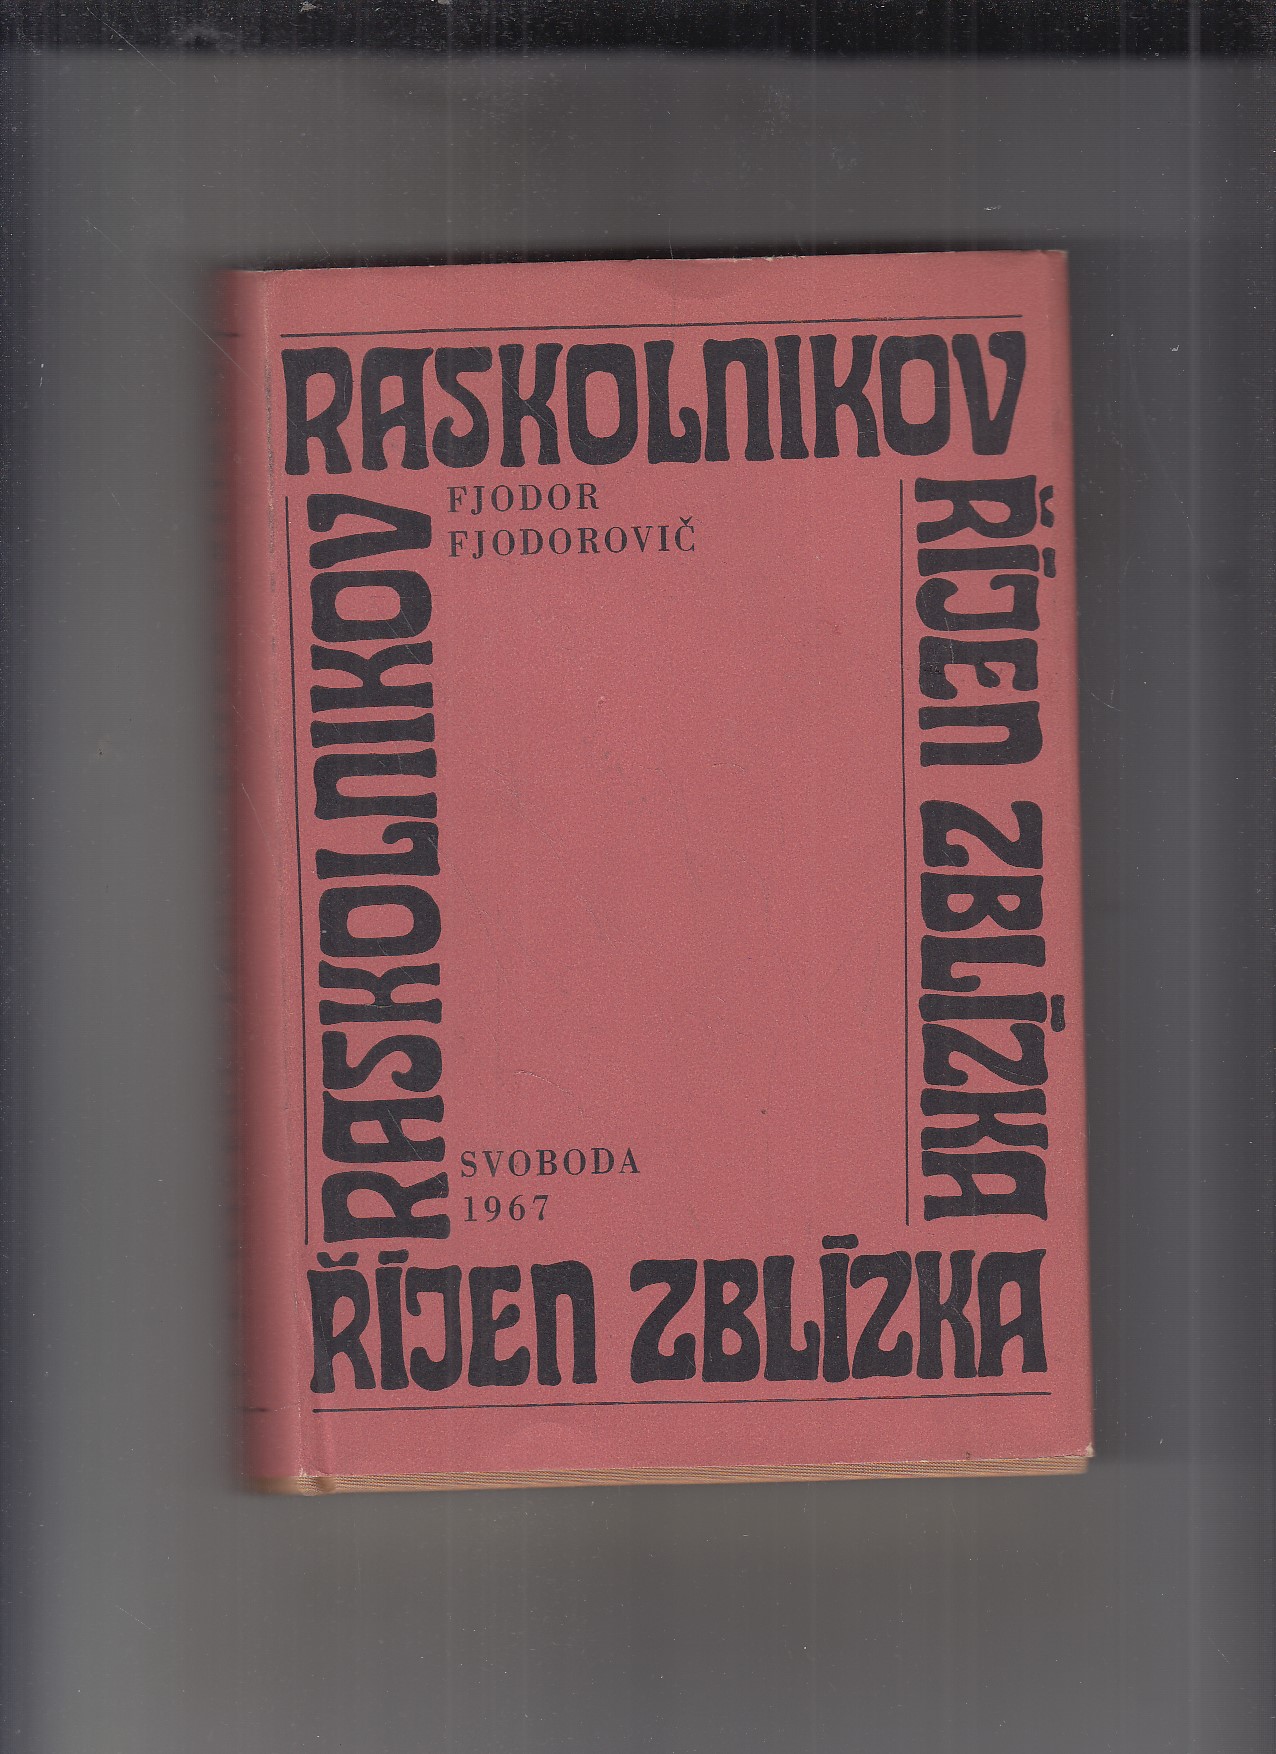 RASKOLNIKOV
RASKOLNIKOV
FJODOR
FJODOROVIČ
ŘÍJEN ZBLÍZKA
SVOBODA
1967
ŘÍJEN ZBLÍZKA